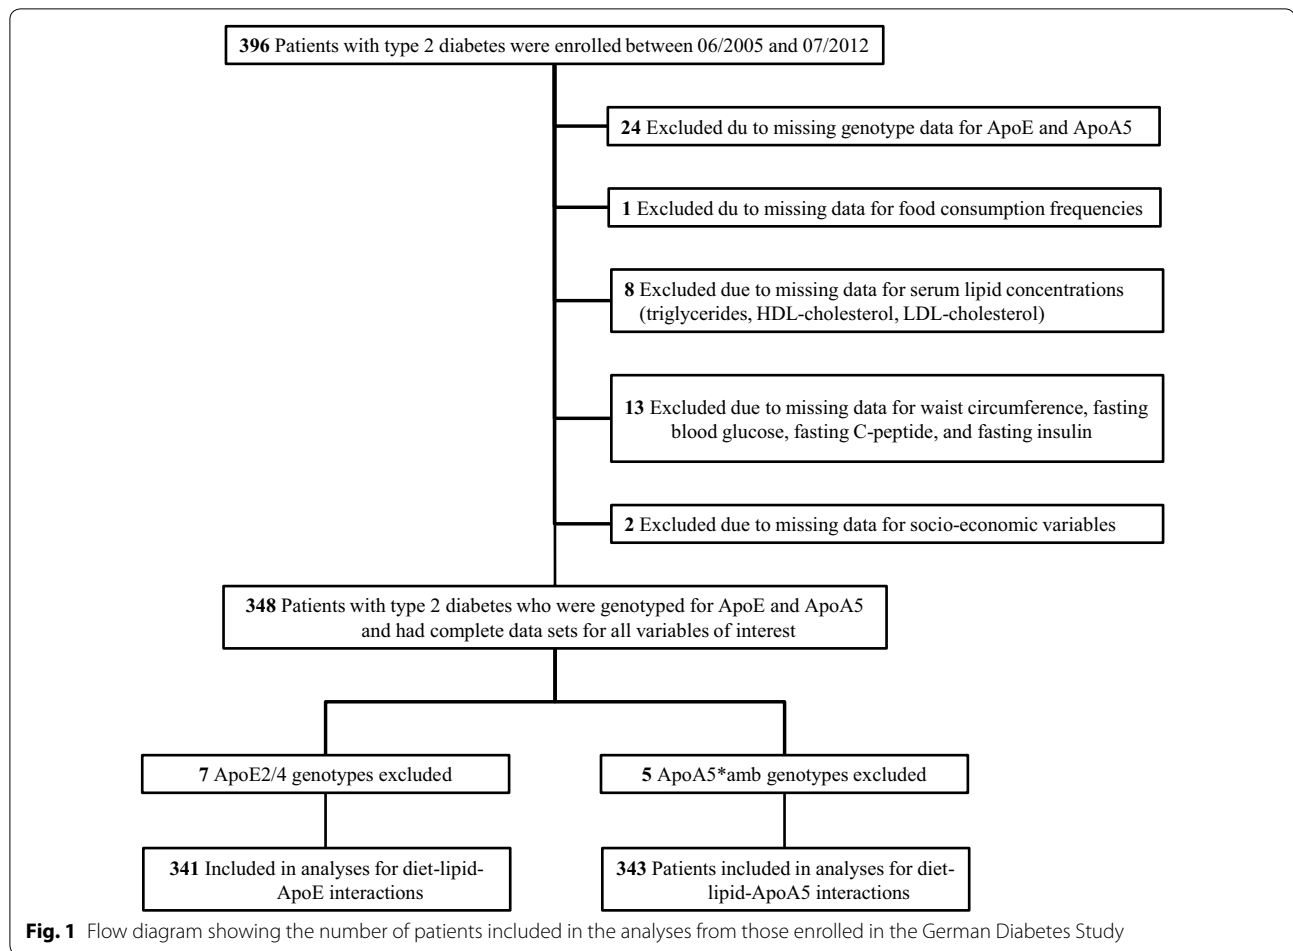 396 Patients with type 2 diabetes were enrolled between 06/2005 and 07/2012
24 Excluded du to missing genotype data for ApoE and ApoA5
1 Excluded du to missing data for food consumption frequencies
8 Excluded due to missing data for serum lipid concentrations
(triglycerides, HDL-cholesterol, LDL-cholesterol)
13 Excluded due to missing data for waist circumference, fasting
blood glucose, fasting C-peptide, and fasting insulin
2 Excluded due to missing data for socio-economic variables
348 Patients with type 2 diabetes who were genotyped for ApoE and ApoA5
and had complete data sets for all variables of interest
7 ApoE2/4 genotypes excluded
5 ApoA5*amb genotypes excluded
341 Included in analyses for diet-lipid-
ApoE interactions
343 Patients included in analyses for diet-
lipid-ApoA5 interactions
Fig. 1 Flow diagram showing the number of patients included in the analyses from those enrolled in the German Diabetes Study